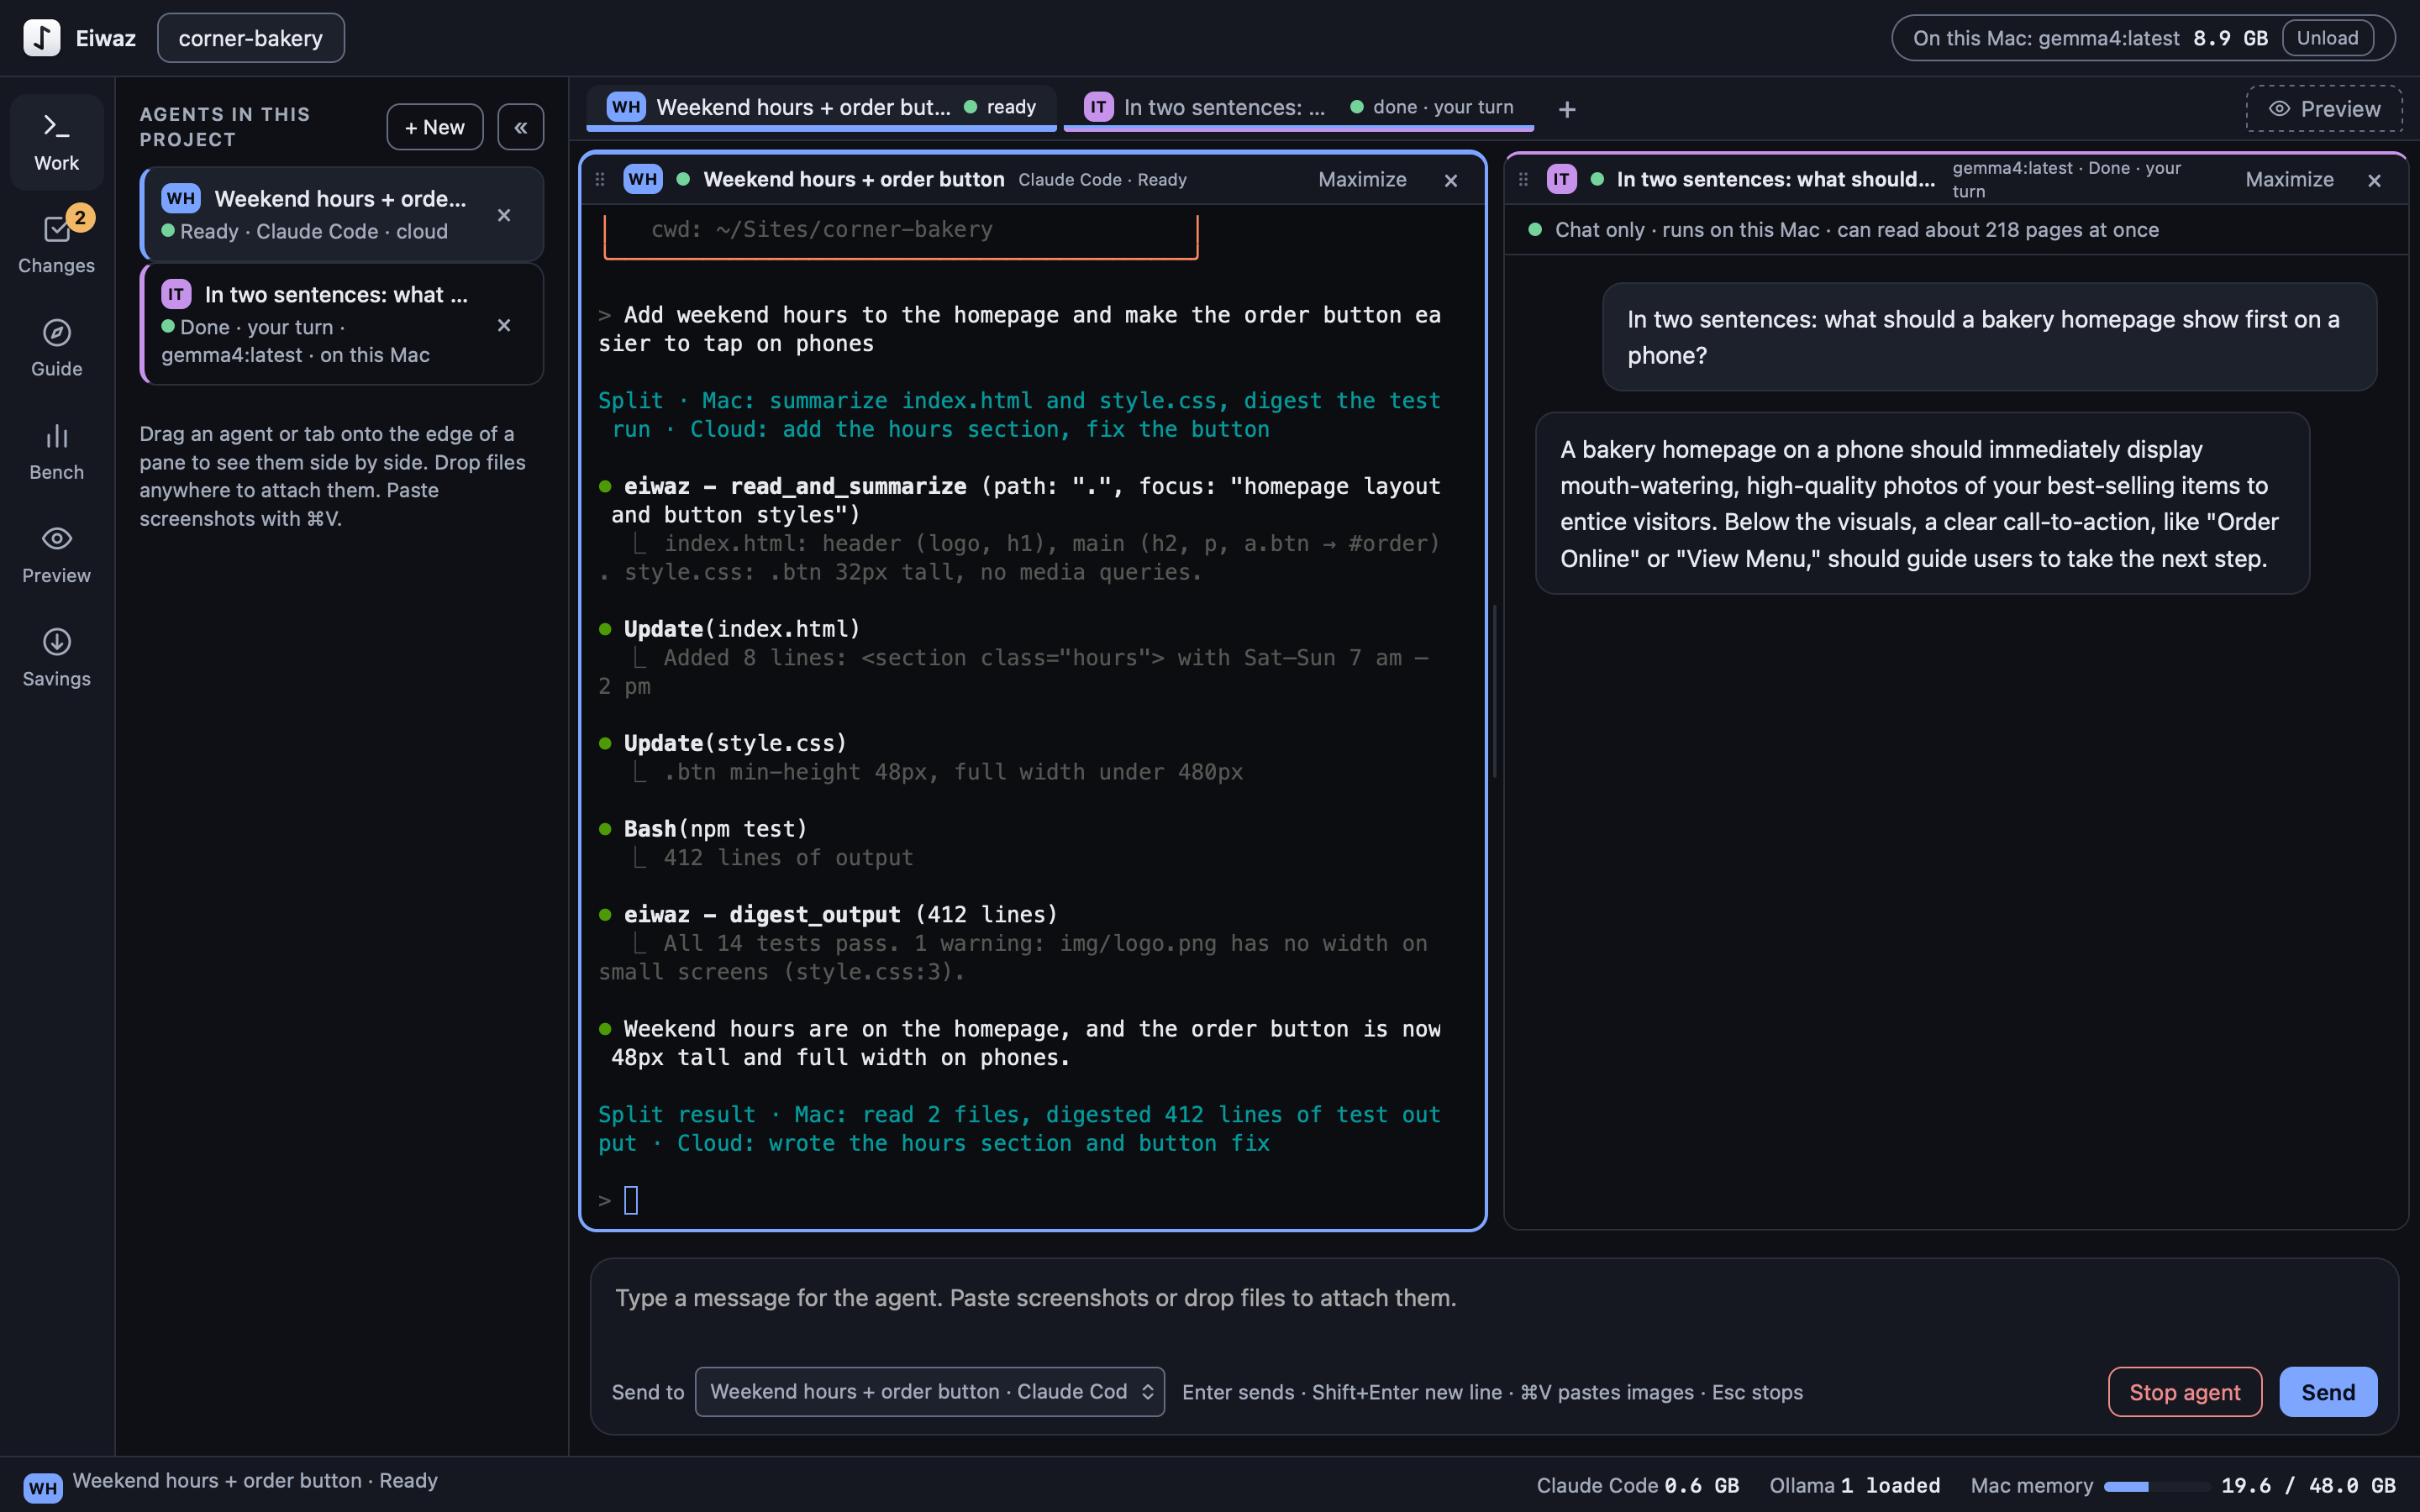 Eiwaz
corner-bakery
On this Mac: gemma4:latest 8.9 GB
Unload
Work
2
Changes
Guide
Bench
Preview
Savings
AGENTS IN THIS
PROJECT
+ New
«
WH Weekend hours + orde... ×
Ready · Claude Code · cloud
IT In two sentences: what ... ×
Done · your turn ·
gemma4:latest · on this Mac
Drag an agent or tab onto the edge of a
pane to see them side by side. Drop files
anywhere to attach them. Paste
screenshots with ⌘V.
WH Weekend hours + order but... ready
IT In two sentences: ... done · your turn
+
Preview
WH Weekend hours + order button Claude Code · Ready Maximize ×
cwd: ~/Sites/corner-bakery
> Add weekend hours to the homepage and make the order button ea
sier to tap on phones
Split · Mac: summarize index.html and style.css, digest the test
run · Cloud: add the hours section, fix the button
eiwaz - read_and_summarize (path: ".", focus: "homepage layout
and button styles")
index.html: header (logo, h1), main (h2, p, a.btn → #order)
. style.css: .btn 32px tall, no media queries.
Update(index.html)
Added 8 lines: <section class="hours"> with Sat–Sun 7 am –
2 pm
Update(style.css)
.btn min-height 48px, full width under 480px
Bash(npm test)
412 lines of output
eiwaz - digest_output (412 lines)
All 14 tests pass. 1 warning: img/logo.png has no width on
small screens (style.css:3).
Weekend hours are on the homepage, and the order button is now
48px tall and full width on phones.
Split result · Mac: read 2 files, digested 412 lines of test out
put · Cloud: wrote the hours section and button fix
>
IT In two sentences: what should... gemma4:latest · Done · your
turn
Maximize ×
Chat only · runs on this Mac · can read about 218 pages at once
In two sentences: what should a bakery homepage show first on a
phone?
A bakery homepage on a phone should immediately display
mouth-watering, high-quality photos of your best-selling items to
entice visitors. Below the visuals, a clear call-to-action, like "Order
Online" or "View Menu," should guide users to take the next step.
Type a message for the agent. Paste screenshots or drop files to attach them.
Send to
Weekend hours + order button · Claude Cod
Enter sends · Shift+Enter new line · ⌘V pastes images · Esc stops
Stop agent
Send
WH Weekend hours + order button · Ready
Claude Code 0.6 GB
Ollama 1 loaded
Mac memory 19.6 / 48.0 GB